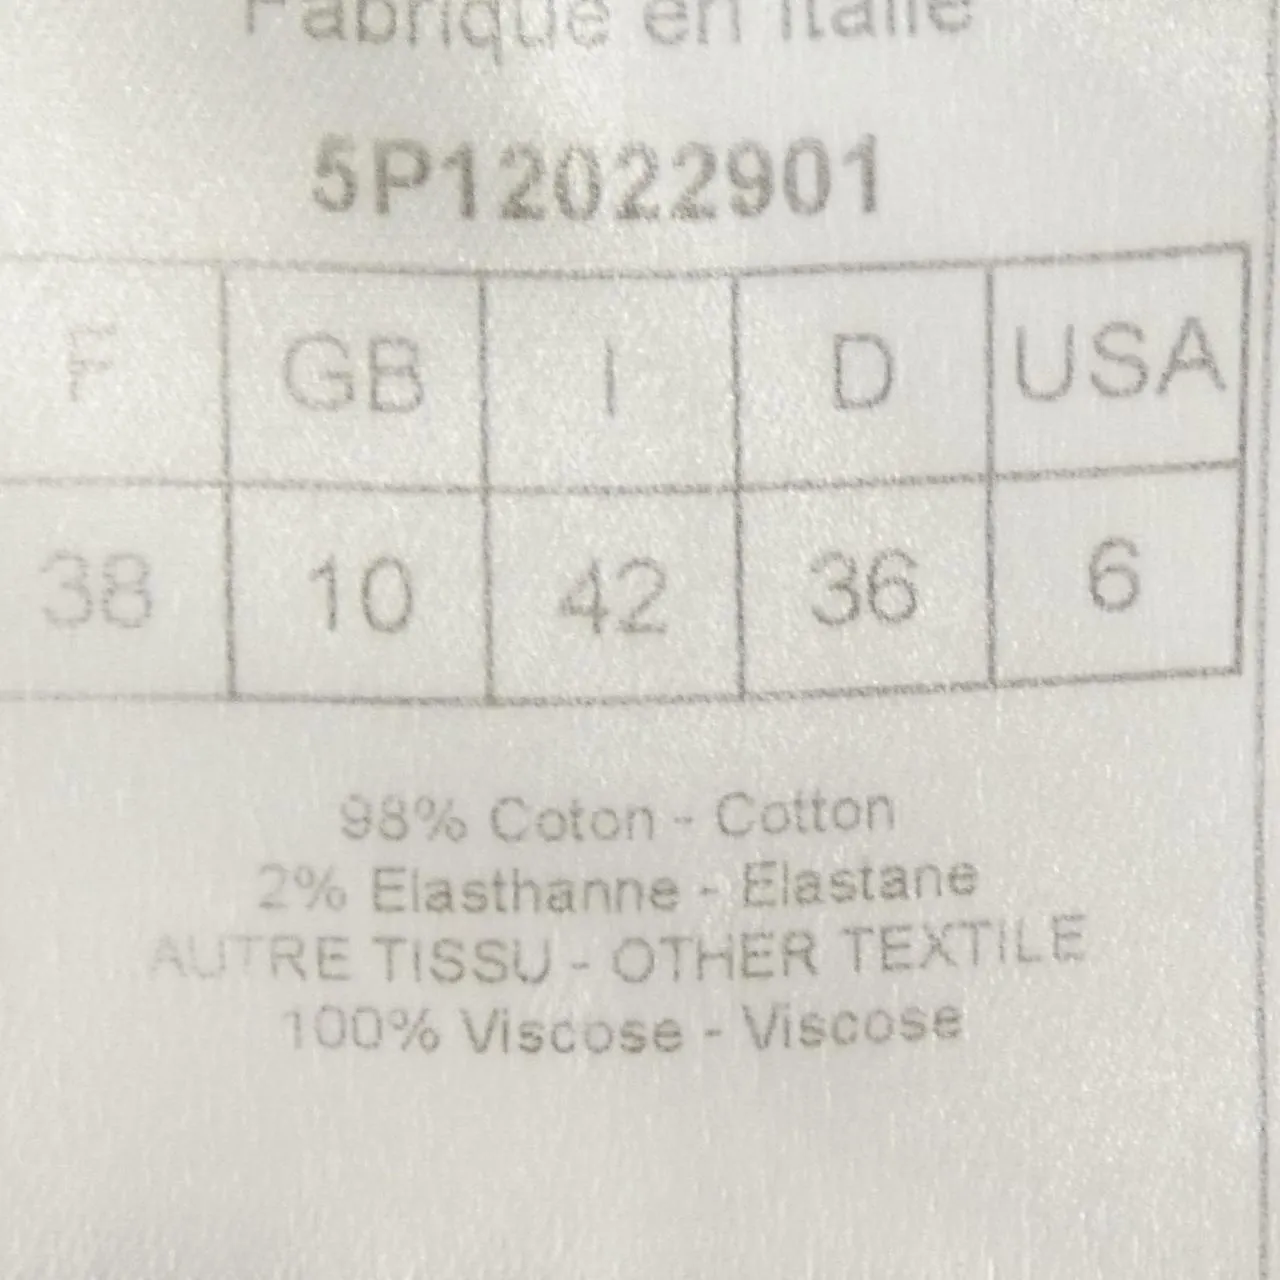 Fabriqué en Italie
5P12022901
F GB I D USA
38 10 42 36 6
98% Coton - Cotton
2% Elasthanne - Elastane
AUTRE TISSU - OTHER TEXTILE
100% Viscose - Viscose